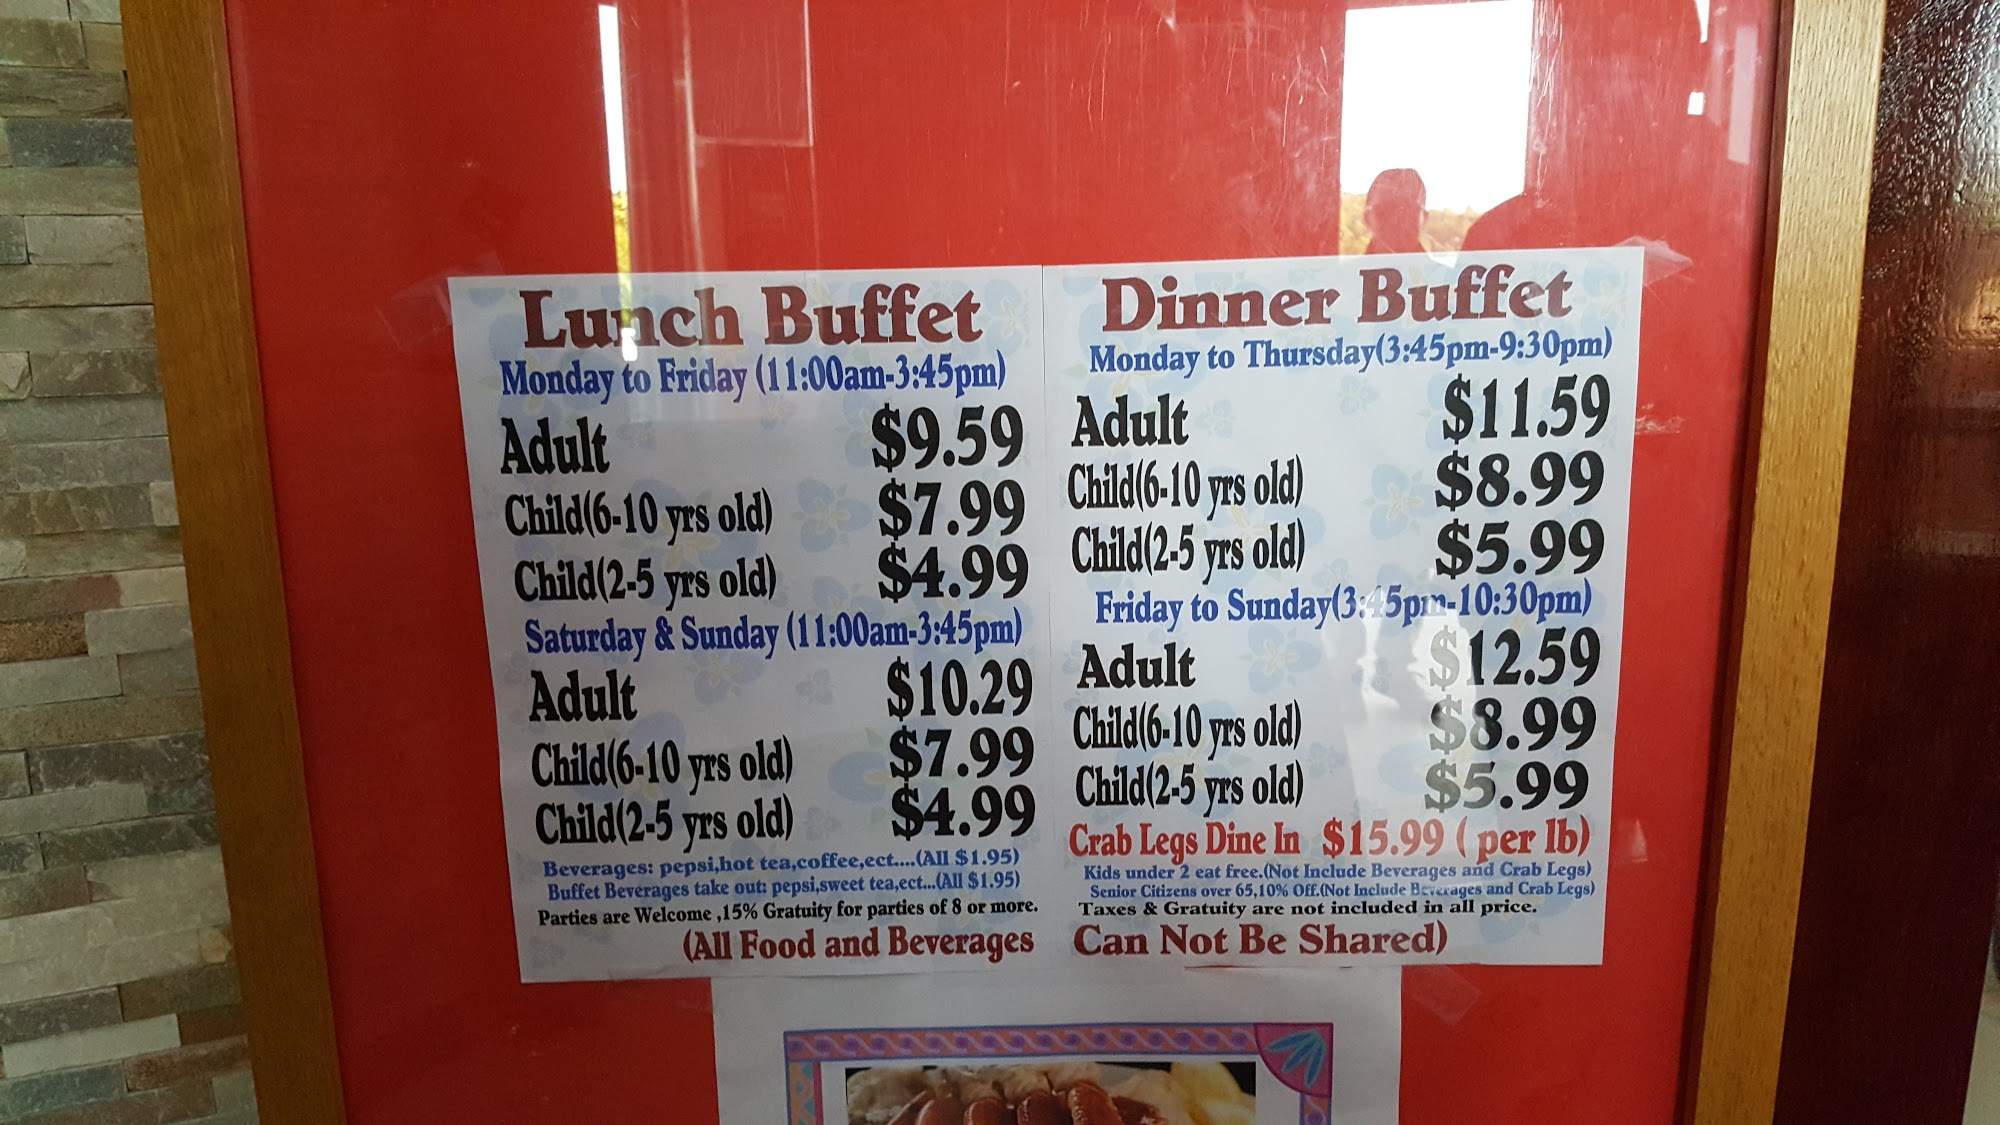 Lunch Buffet
Monday to Friday (11:00am-3:45pm)
Adult $9.59
Child(6-10 yrs old) $7.99
Child(2-5 yrs old) $4.99
Saturday & Sunday (11:00am-3:45pm)
Adult $10.29
Child(6-10 yrs old) $7.99
Child(2-5 yrs old) $4.99
Beverages: pepsi,hot tea,coffee,ect....(All $1.95)
Buffet Beverages take out: pepsi,sweet tea,ect...(All $1.95)
Parties are Welcome ,15% Gratuity for parties of 8 or more.
Dinner Buffet
Monday to Thursday(3:45pm-9:30pm)
Adult $11.59
Child(6-10 yrs old) $8.99
Child(2-5 yrs old) $5.99
Friday to Sunday(3:45pm-10:30pm)
Adult $12.59
Child(6-10 yrs old) $8.99
Child(2-5 yrs old) $5.99
Crab Legs Dine In $15.99 ( per lb)
Kids under 2 eat free.(Not Include Beverages and Crab Legs)
Senior Citizens over 65,10% Off.(Not Include Beverages and Crab Legs)
Taxes & Gratuity are not included in all price.
(All Food and Beverages Can Not Be Shared)